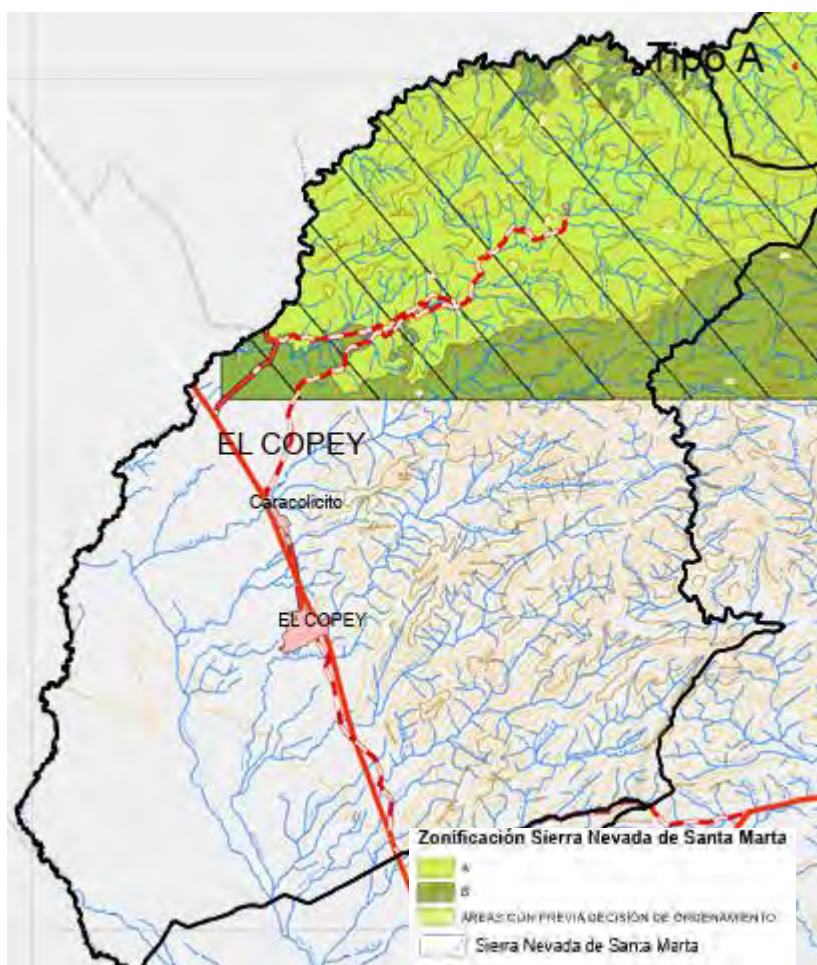 Tipo A
EL COPEY
Caracolicito
EL COPEY
Zonificación Sierra Nevada de Santa Marta
A
B
AREAS CON PREVIA DECISIÓN DE ORDENAMIENTO
Sierra Nevada de Santa Marta